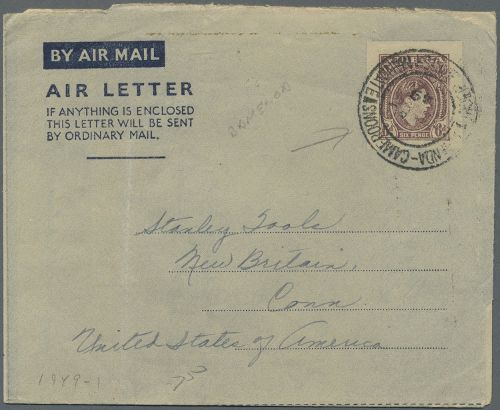 BY AIR MAIL
AIR LETTER
IF ANYTHING IS ENCLOSED
THIS LETTER WILL BE SENT
BY ORDINARY MAIL.
SIX PENCE
Stanley Tools
New Britain,
Conn.
United States of America
1949-1